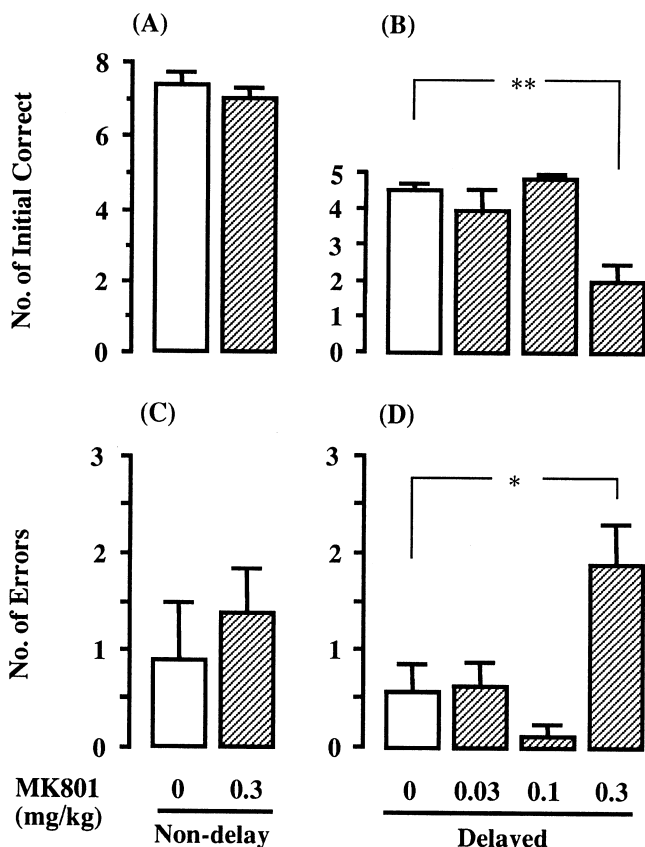 (A)
No. of Initial Correct
8
6
4
2
0
(B)
**
5
4
3
2
1
0
(C)
No. of Errors
3
2
1
0
(D)
*
3
2
1
0
MK801 0 0.3 0 0.03 0.1 0.3
(mg/kg) Non-delay Delayed